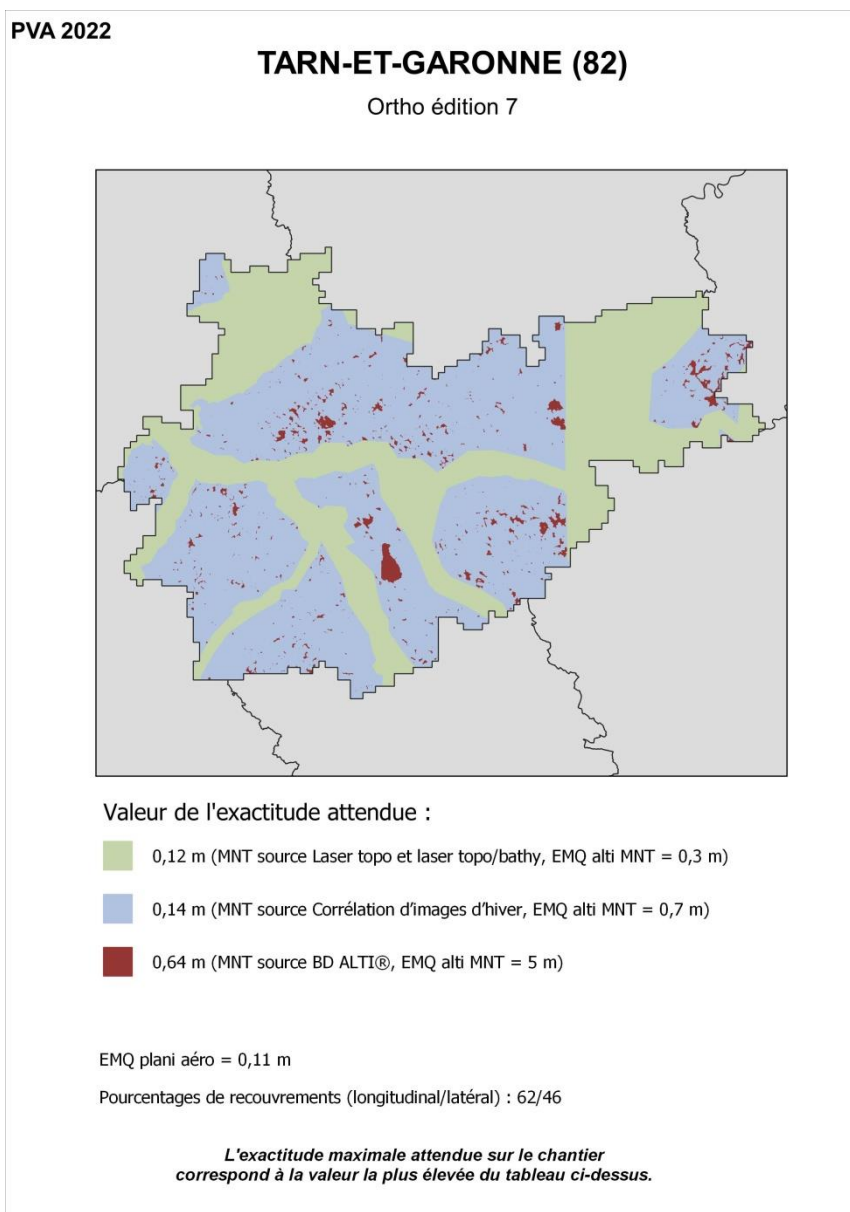 PVA 2022
TARN-ET-GARONNE (82)
Ortho édition 7
Valeur de l'exactitude attendue :
0,12 m (MNT source Laser topo et laser topo/bathy, EMQ alti MNT = 0,3 m)
0,14 m (MNT source Corrélation d’images d’hiver, EMQ alti MNT = 0,7 m)
0,64 m (MNT source BD ALTI®, EMQ alti MNT = 5 m)
EMQ plani aéro = 0,11 m
Pourcentages de recouvrements (longitudinal/latéral) : 62/46
L'exactitude maximale attendue sur le chantier
correspond à la valeur la plus élevée du tableau ci-dessus.